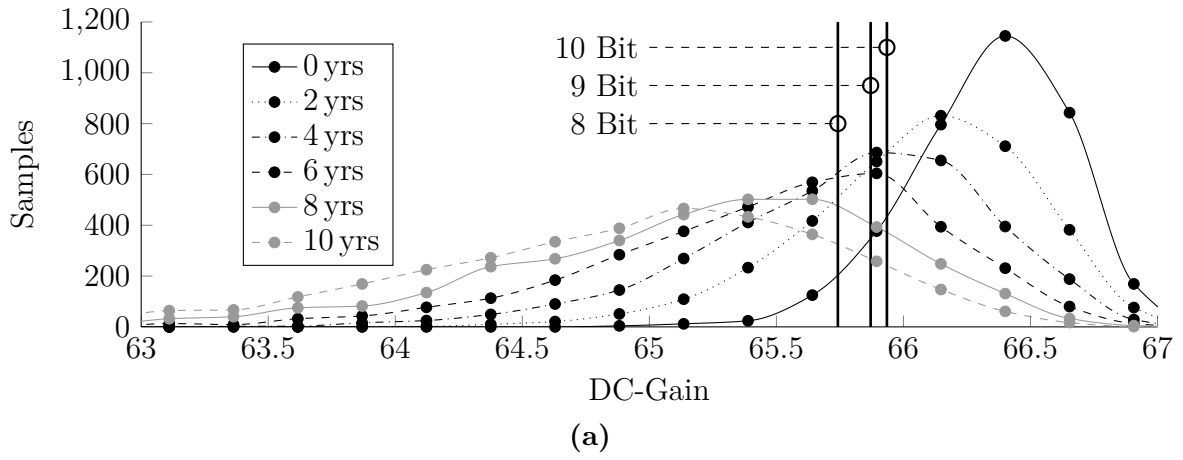 1,200
1,000
800
600
400
200
0
Samples
0 yrs
2 yrs
4 yrs
6 yrs
8 yrs
10 yrs
10 Bit
9 Bit
8 Bit
63 63.5 64 64.5 65 65.5 66 66.5 67
DC-Gain
(a)